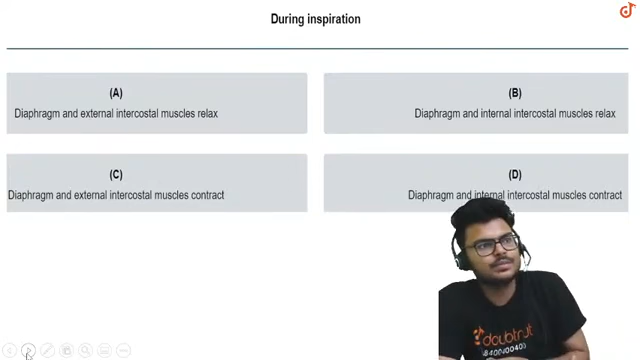 During inspiration
(A)
Diaphragm and external intercostal muscles relax
(B)
Diaphragm and internal intercostal muscles relax
(C)
Diaphragm and external intercostal muscles contract
(D)
Diaphragm and internal intercostal muscles contract
doubtnut
8400400400